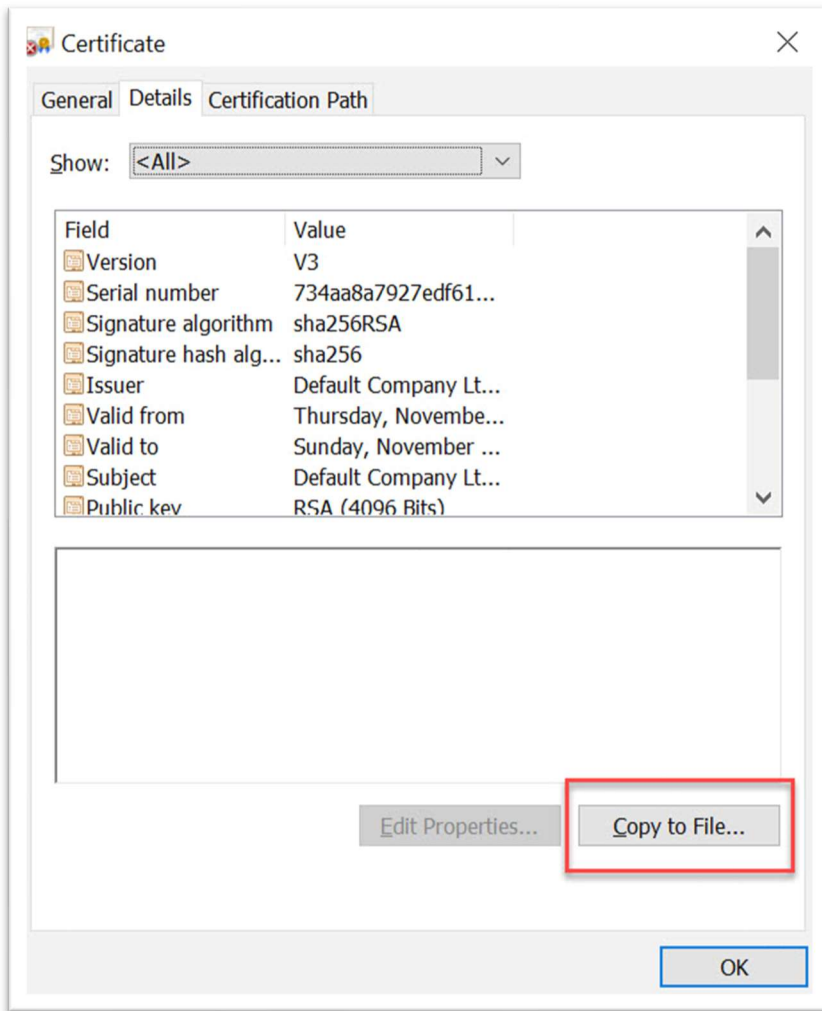 Certificate
General Details Certification Path
Show: <All>
Field Value
Version V3
Serial number 734aa8a7927edf61...
Signature algorithm sha256RSA
Signature hash alg... sha256
Issuer Default Company Lt...
Valid from Thursday, Novembe...
Valid to Sunday, November ...
Subject Default Company Lt...
Public key RSA (4096 Bits)
Edit Properties... Copy to File...
OK